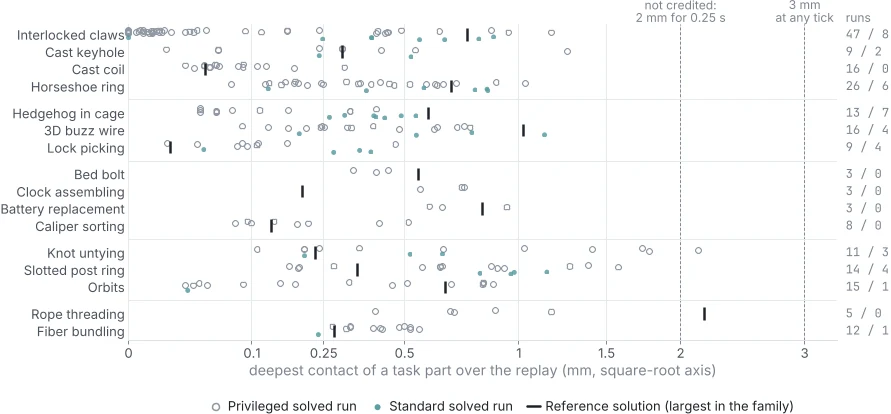 not credited:
2 mm for 0.25 s
3 mm
at any tick
runs
Interlocked claws 47 / 8
Cast keyhole 9 / 2
Cast coil 16 / 0
Horseshoe ring 26 / 6
Hedgehog in cage 13 / 7
3D buzz wire 16 / 4
Lock picking 9 / 4
Bed bolt 3 / 0
Clock assembling 3 / 0
Battery replacement 3 / 0
Caliper sorting 8 / 0
Knot untying 11 / 3
Slotted post ring 14 / 4
Orbits 15 / 1
Rope threading 5 / 0
Fiber bundling 12 / 1
0 0.1 0.25 0.5 1 1.5 2 3
deepest contact of a task part over the replay (mm, square-root axis)
Privileged solved run Standard solved run Reference solution (largest in the family)